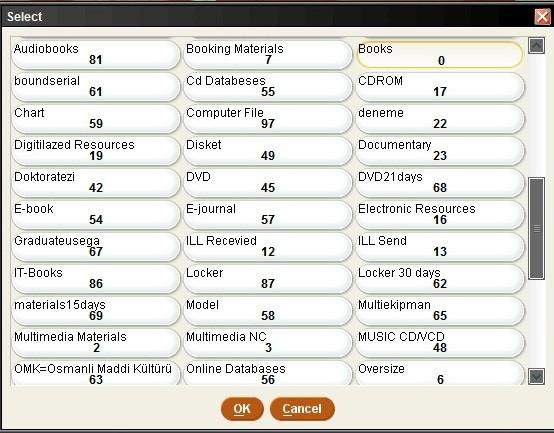 Select
Audiobooks
81
Booking Materials
7
Books
0
boundserial
61
Cd Databeses
55
CDROM
17
Chart
59
Computer File
97
deneme
22
Digitilazed Resources
19
Disket
49
Documentary
23
Doktoratezi
42
DVD
45
DVD21days
68
E-book
54
E-journal
57
Electronic Resources
16
Graduateusega
67
ILL Recevied
12
ILL Send
13
IT-Books
86
Locker
87
Locker 30 days
62
materials15days
69
Model
58
Multiekipman
65
Multimedia Materials
2
Multimedia NC
3
MUSIC CD/VCD
48
OMK=Osmanli Maddi Kültürü
63
Online Databases
56
Oversize
6
OK
Cancel